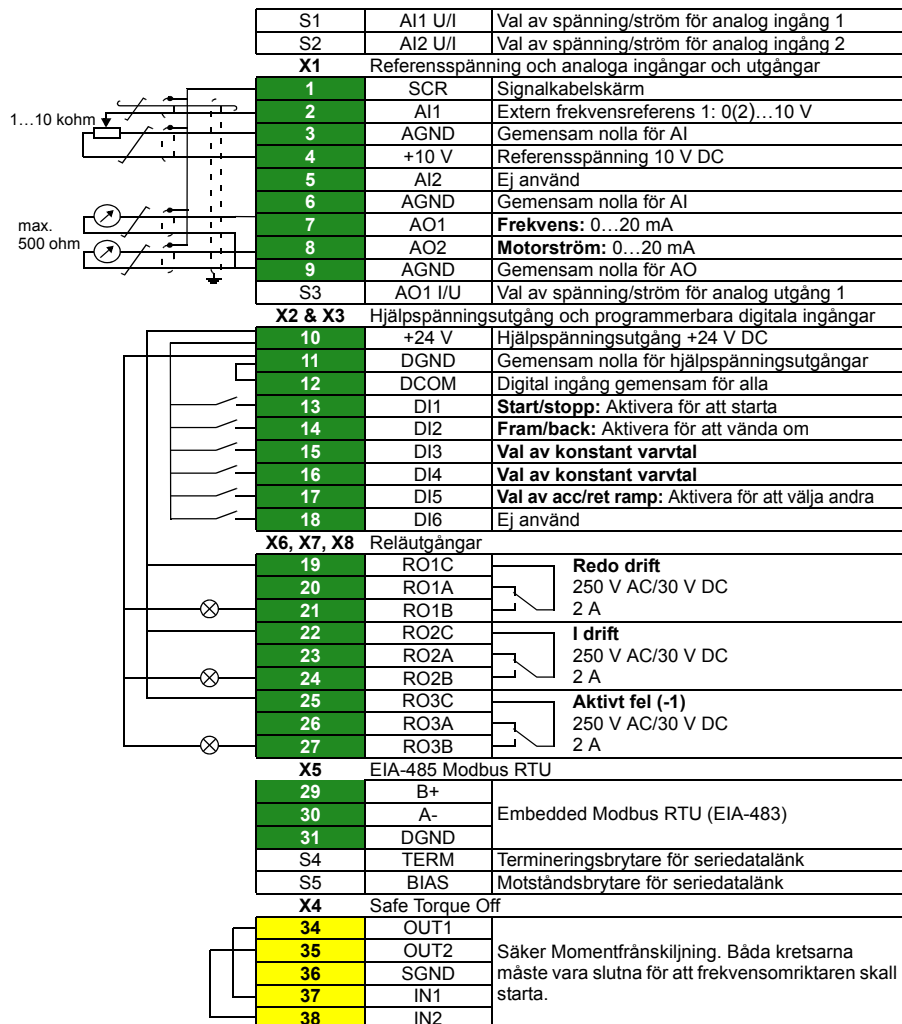 S1 AI1 U/I Val av spänning/ström för analog ingång 1
S2 AI2 U/I Val av spänning/ström för analog ingång 2
X1 Referensspänning och analoga ingångar och utgångar
1 SCR Signalkabelskärm
2 AI1 Extern frekvensreferens 1: 0(2)…10 V
1…10 kohm
3 AGND Gemensam nolla för AI
4 +10 V Referensspänning 10 V DC
5 AI2 Ej använd
6 AGND Gemensam nolla för AI
7 AO1 Frekvens: 0…20 mA
max.
500 ohm
8 AO2 Motorström: 0…20 mA
9 AGND Gemensam nolla för AO
S3 AO1 I/U Val av spänning/ström för analog utgång 1
X2 & X3 Hjälpspänningsutgång och programmerbara digitala ingångar
10 +24 V Hjälpspänningsutgång +24 V DC
11 DGND Gemensam nolla för hjälpspänningsutgångar
12 DCOM Digital ingång gemensam för alla
13 DI1 Start/stopp: Aktivera för att starta
14 DI2 Fram/back: Aktivera för att vända om
15 DI3 Val av konstant varvtal
16 DI4 Val av konstant varvtal
17 DI5 Val av acc/ret ramp: Aktivera för att välja andra
18 DI6 Ej använd
X6, X7, X8 Reläutgångar
19 RO1C Redo drift
20 RO1A 250 V AC/30 V DC
21 RO1B 2 A
22 RO2C I drift
23 RO2A 250 V AC/30 V DC
24 RO2B 2 A
25 RO3C Aktivt fel (-1)
26 RO3A 250 V AC/30 V DC
27 RO3B 2 A
X5 EIA-485 Modbus RTU
29 B+
30 A- Embedded Modbus RTU (EIA-483)
31 DGND
S4 TERM Termineringsbrytare för seriedatalänk
S5 BIAS Motståndsbrytare för seriedatalänk
X4 Safe Torque Off
34 OUT1
35 OUT2 Säker Momentfrånskiljning. Båda kretsarna
36 SGND måste vara slutna för att frekvensomriktaren skall
37 IN1 starta.
38 IN2